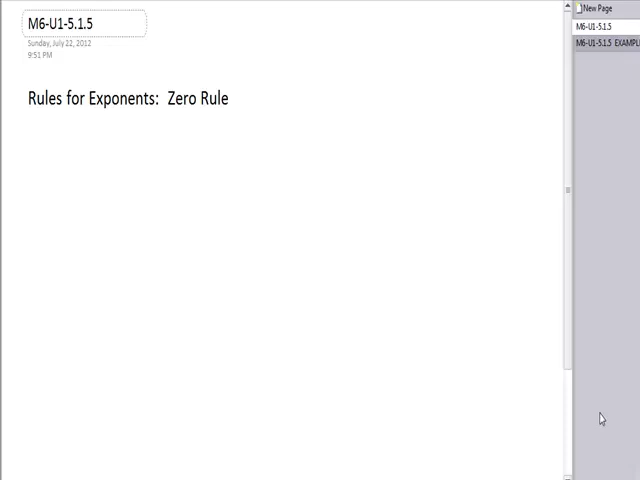 M6-U1-5.1.5
Sunday, July 22, 2012
9:51 PM
Rules for Exponents: Zero Rule
New Page
M6-U1-5.1.5
M6-U1-5.1.5 EXAMPL